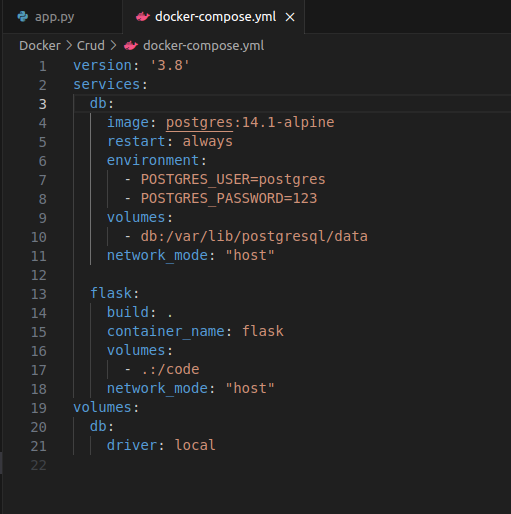 app.py docker-compose.yml
Docker > Crud > docker-compose.yml
1 version: '3.8'
2 services:
3   db:
4     image: postgres:14.1-alpine
5     restart: always
6     environment:
7       - POSTGRES_USER=postgres
8       - POSTGRES_PASSWORD=123
9     volumes:
10       - db:/var/lib/postgresql/data
11     network_mode: "host"
12
13   flask:
14     build: .
15     container_name: flask
16     volumes:
17       - .:/code
18     network_mode: "host"
19 volumes:
20   db:
21     driver: local
22